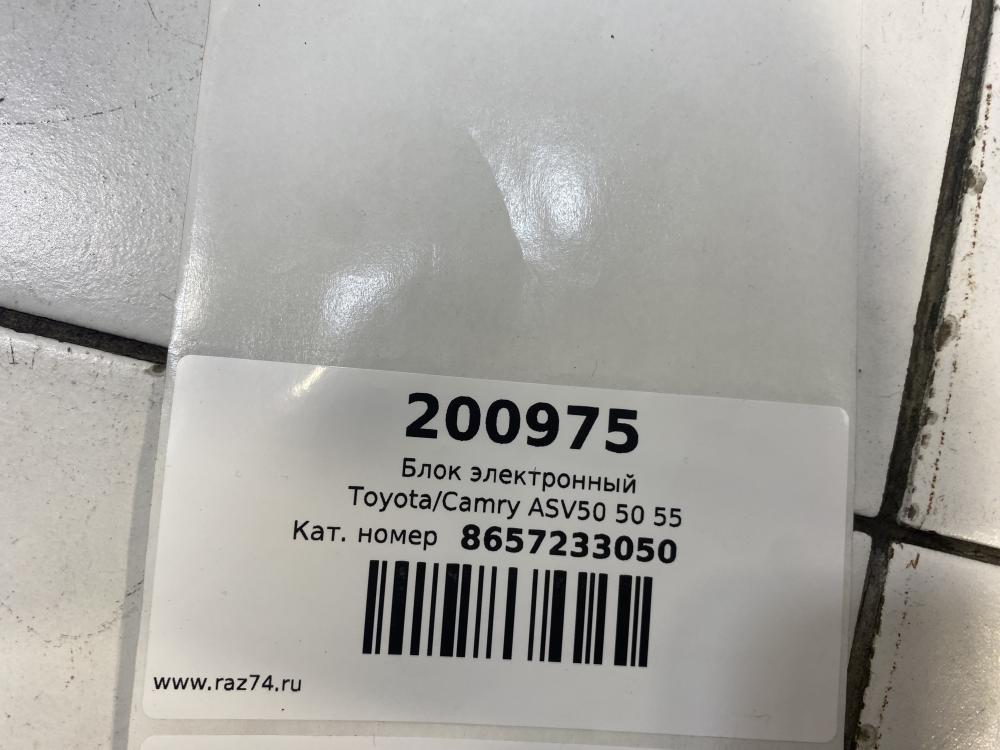 200975
Блок электронный
Toyota/Camry ASV50 50 55
Кат. номер 8657233050
www.raz74.ru